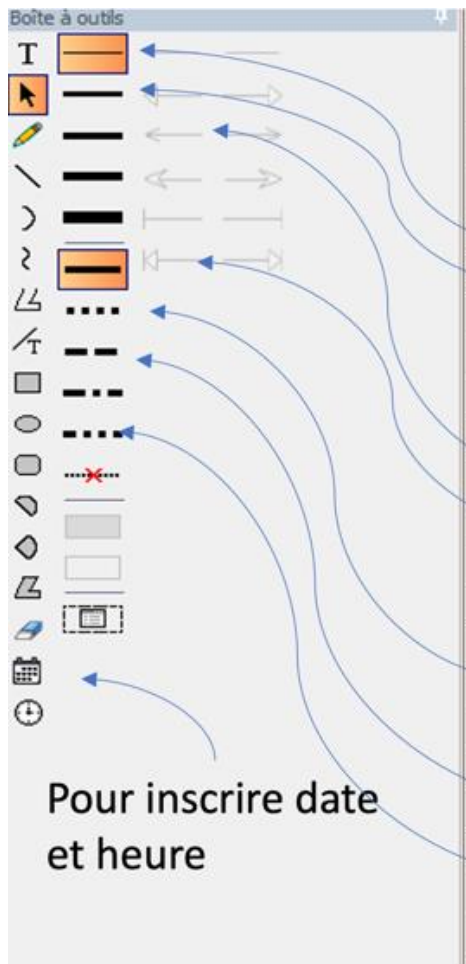 Boîte à outils
T
T
Pour inscrire date
et heure